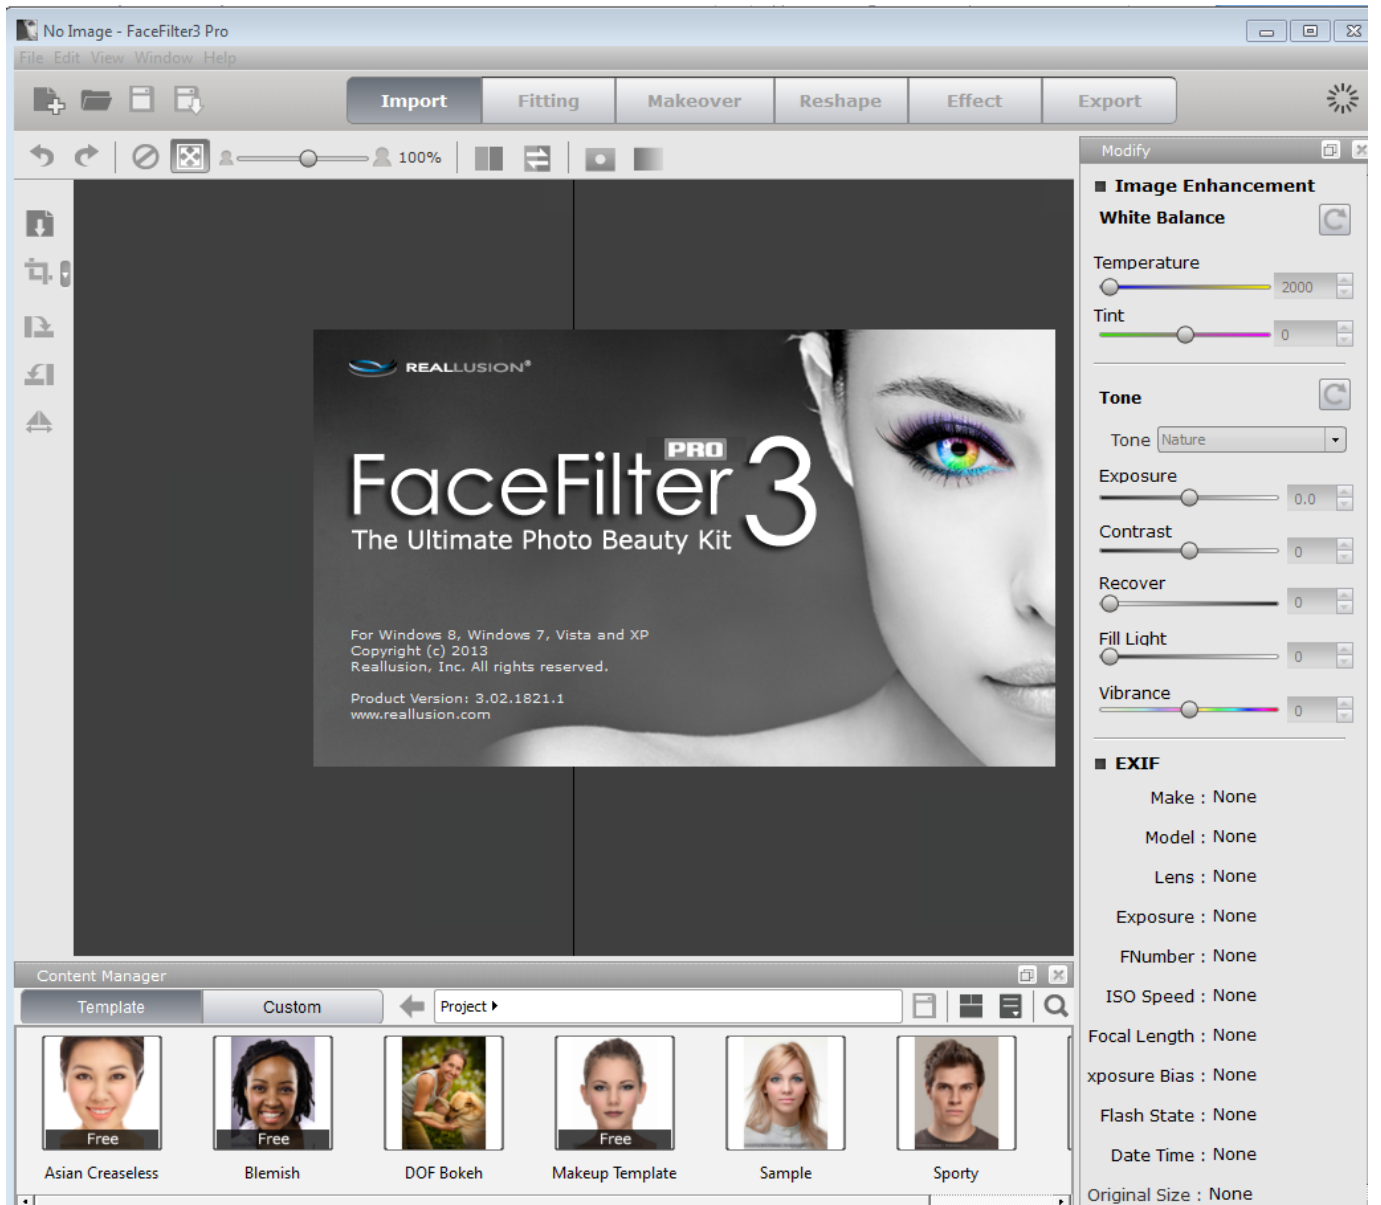 No Image - FaceFilter3 Pro
File Edit View Window Help
Import Fitting Makeover Reshape Effect Export
100%
Modify
Image Enhancement
White Balance
Temperature
2000
Tint
0
Tone
Tone Nature
Exposure
0.0
Contrast
0
Recover
0
Fill Light
0
Vibrance
0
EXIF
Make : None
Model : None
Lens : None
Exposure : None
FNumber : None
ISO Speed : None
Focal Length : None
xposure Bias : None
Flash State : None
Date Time : None
Original Size : None
REALLUSION®
PRO
FaceFilter 3
The Ultimate Photo Beauty Kit
For Windows 8, Windows 7, Vista and XP
Copyright (c) 2013
Reallusion, Inc. All rights reserved.
Product Version: 3.02.1821.1
www.reallusion.com
Content Manager
Template Custom Project
Free Free Free
Asian Creaseless Blemish DOF Bokeh Makeup Template Sample Sporty